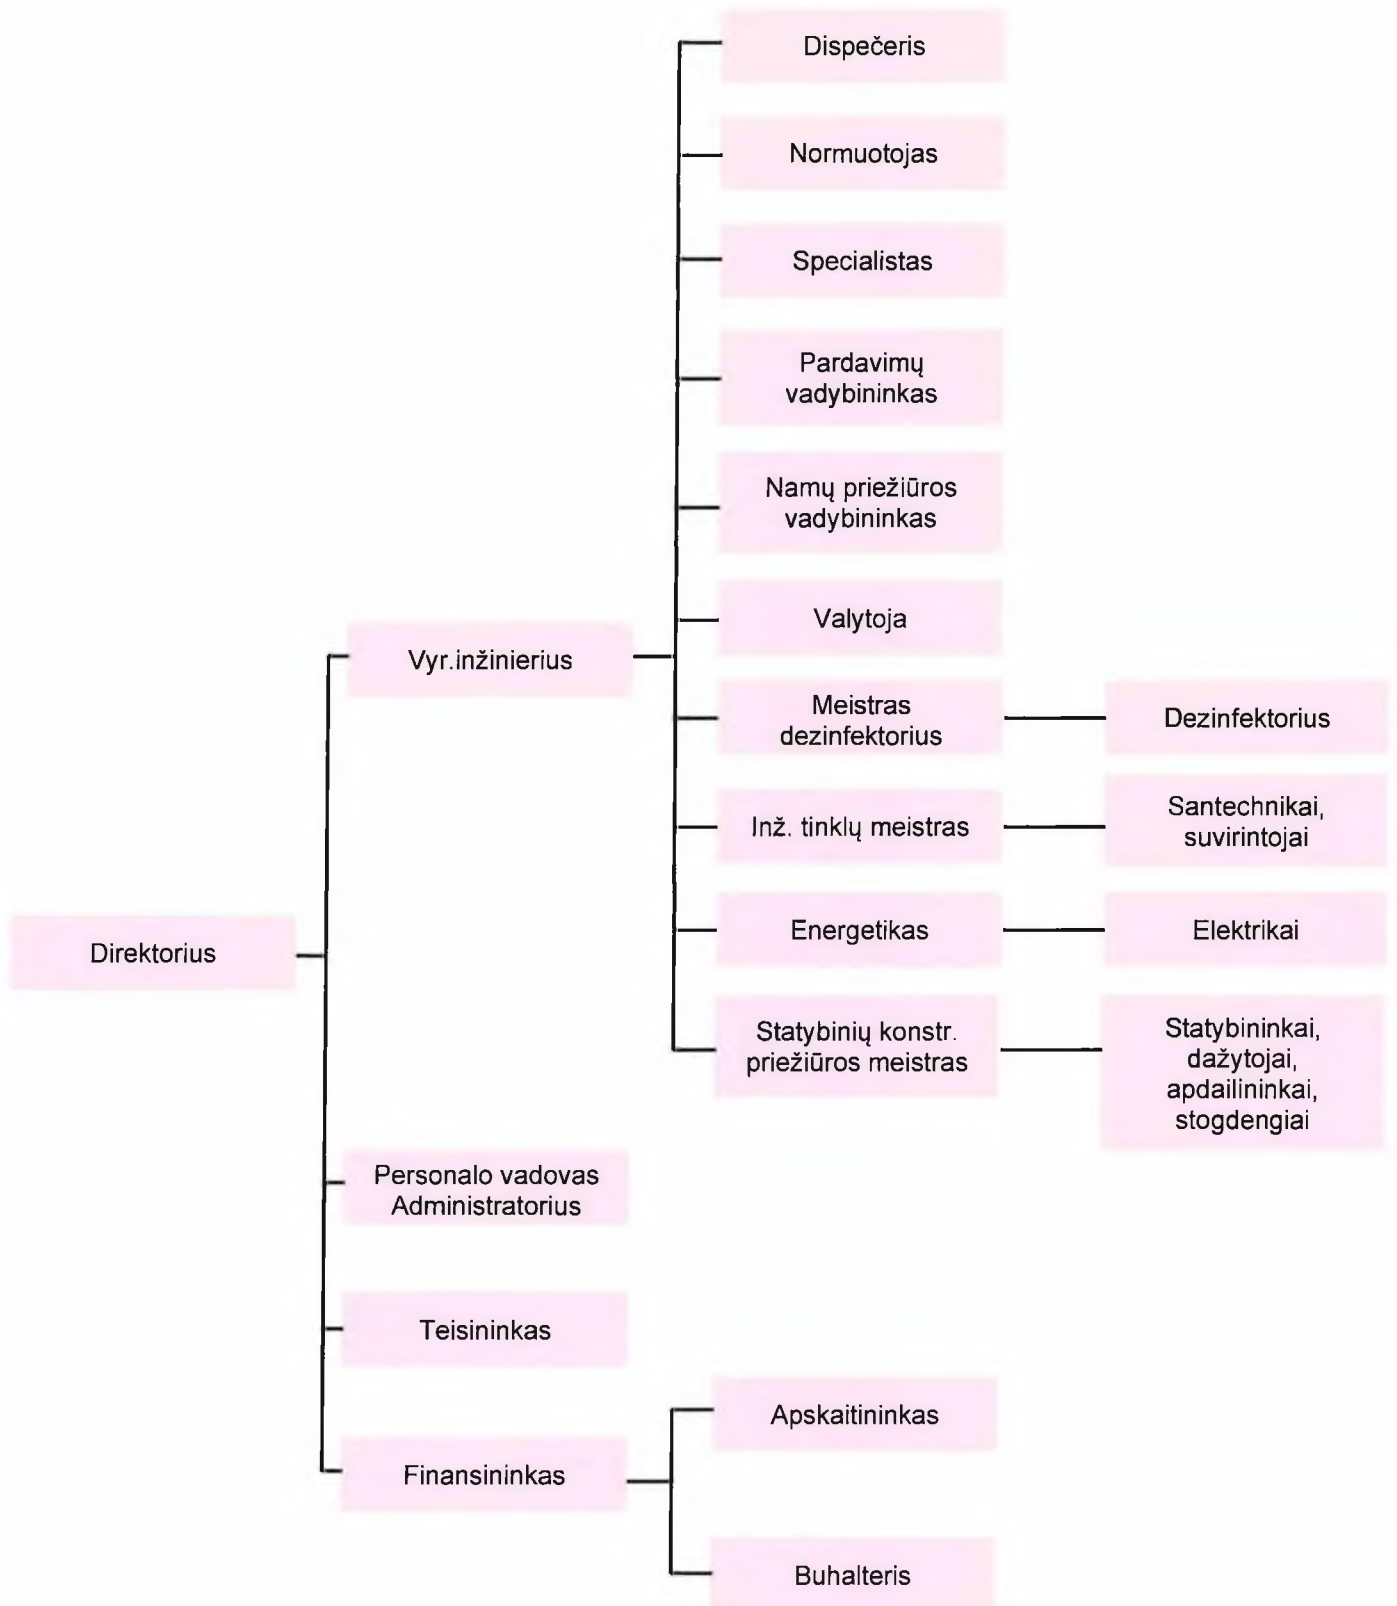 Dispečeris
Normuotojas
Specialistas
Pardavimų
vadybininkas
Namų priežiūros
vadybininkas
Valytoja
Vyr.inžinierius
Meistras
dezinfektorius
Dezinfektorius
Inž. tinklų meistras
Santechnikai,
suvirintojai
Direktorius
Energetikas
Elektrikai
Statybinių konstr.
priežiūros meistras
Statybininkai,
dažytojai,
apdailininkai,
stogdengiai
Personalo vadovas
Administratorius
Teisininkas
Finansininkas
Apskaitininkas
Buhalteris